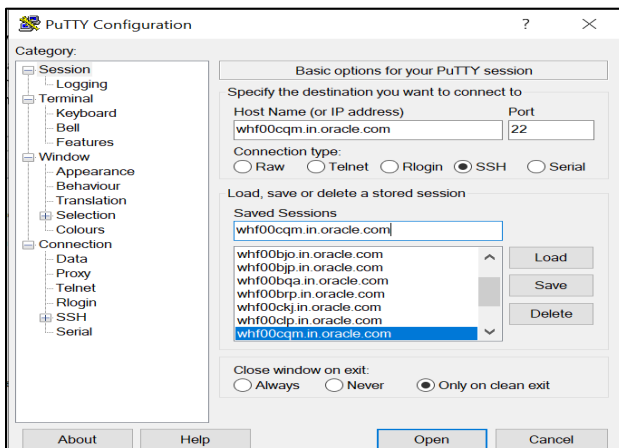 PuTTY Configuration
?
Category:
Session
Logging
Terminal
Keyboard
Bell
Features
Window
Appearance
Behaviour
Translation
Selection
Colours
Connection
Data
Proxy
Telnet
Rlogin
SSH
Serial
Basic options for your PuTTY session
Specify the destination you want to connect to
Host Name (or IP address) Port
whf00cqm.in.oracle.com 22
Connection type:
Raw Telnet Rlogin SSH Serial
Load, save or delete a stored session
Saved Sessions
whf00cqm.in.oracle.com
whf00bjo.in.oracle.com
whf00bjp.in.oracle.com
whf00bqa.in.oracle.com
whf00brp.in.oracle.com
whf00ckj.in.oracle.com
whf00clp.in.oracle.com
whf00cqm.in.oracle.com
Load
Save
Delete
Close window on exit:
Always Never Only on clean exit
About Help Open Cancel